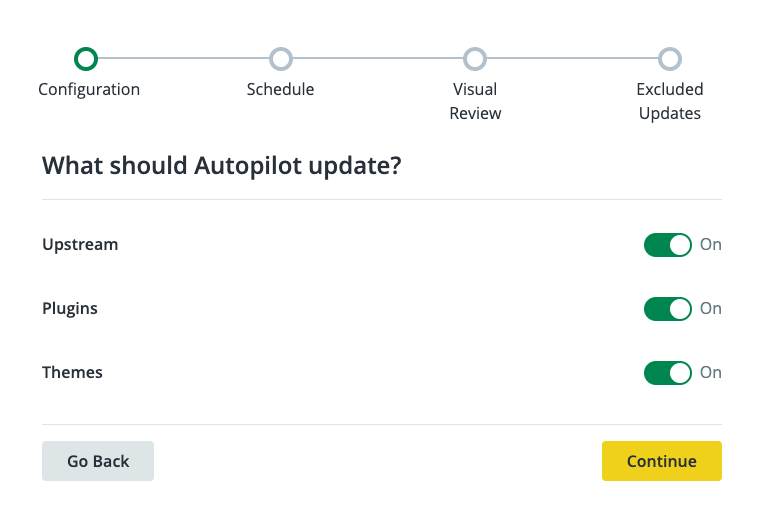 Configuration
Schedule
Visual
Review
Excluded
Updates
What should Autopilot update?
Upstream
On
Plugins
On
Themes
On
Go Back
Continue